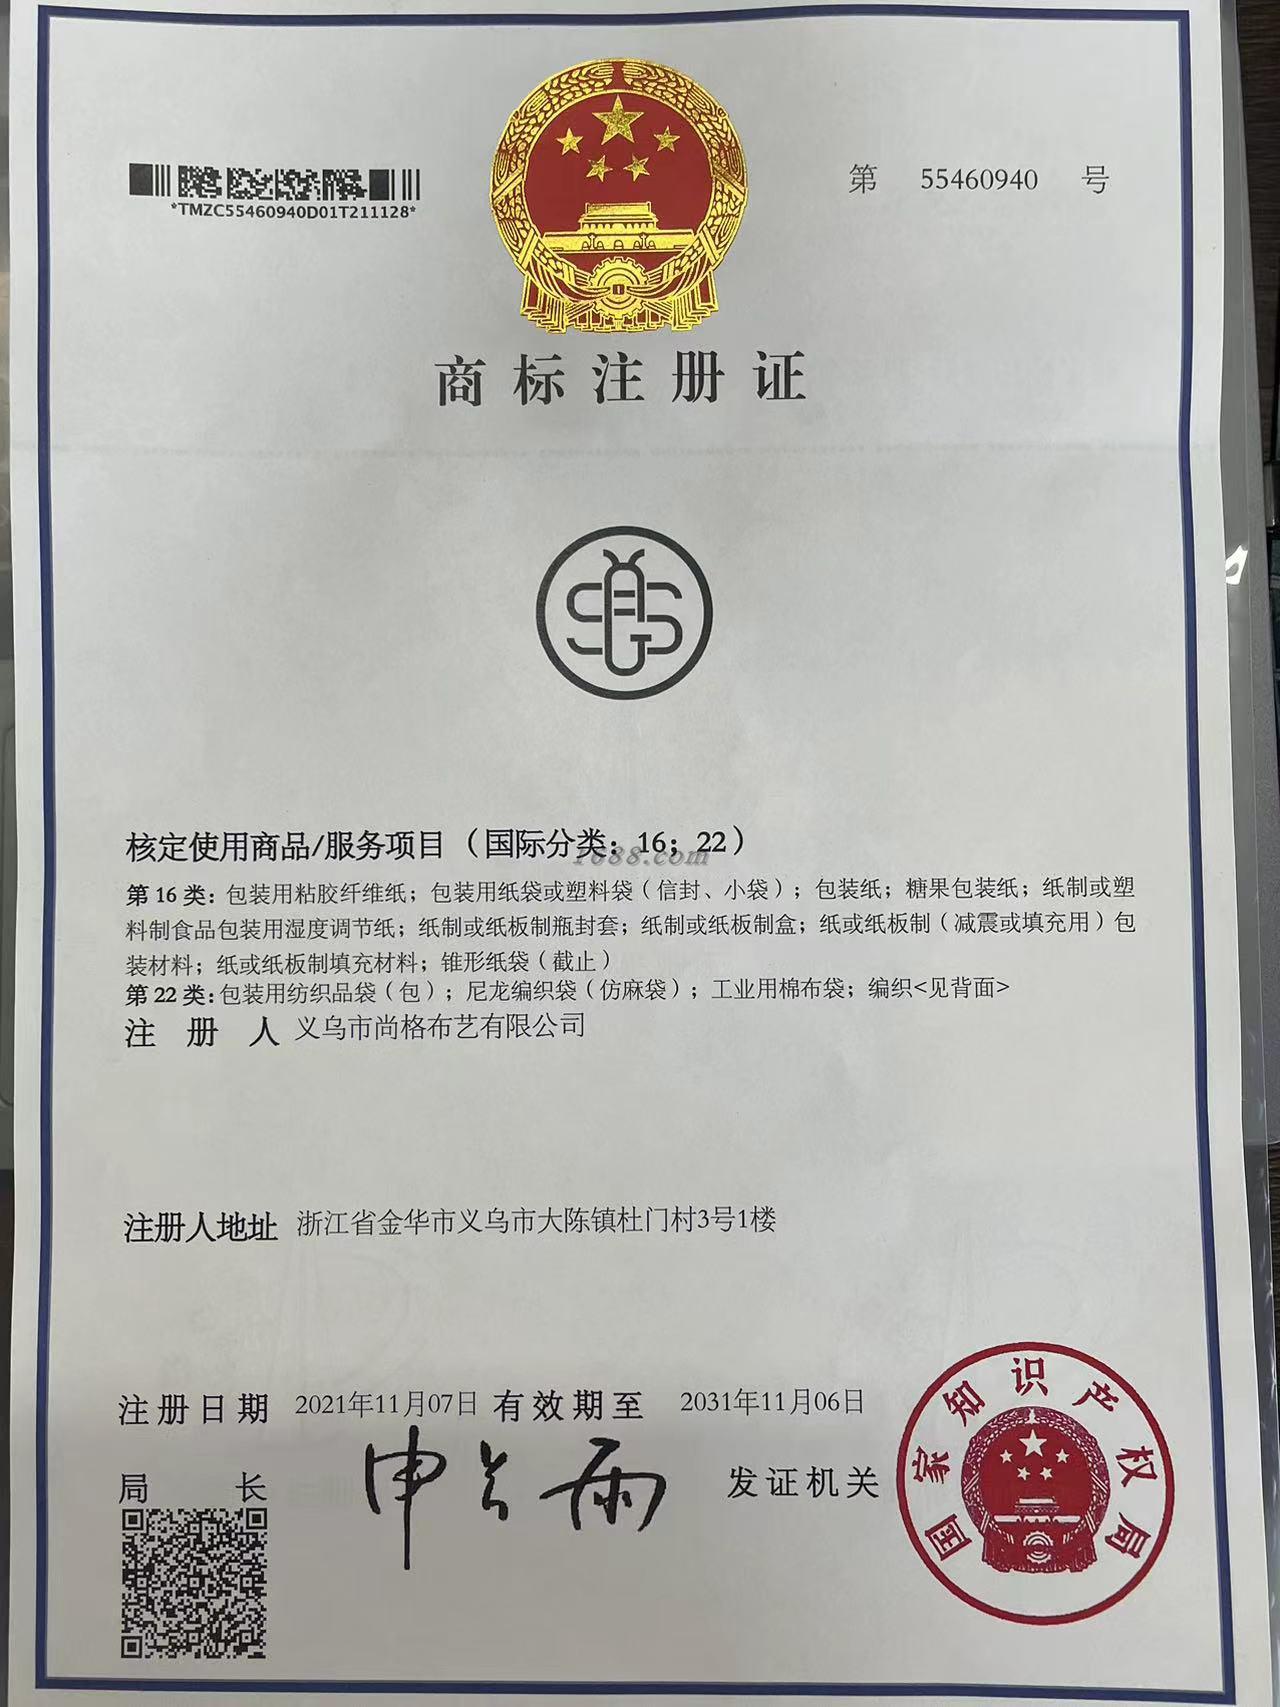 第 55460940 号
*TMZC55460940D01T211128*
商标注册证
核定使用商品/服务项目（国际分类：16；22）
1688.com
第 16 类：包装用粘胶纤维纸；包装用纸袋或塑料袋（信封、小袋）；包装纸；糖果包装纸；纸制或塑
料制食品包装用湿度调节纸；纸制或纸板制瓶封套；纸制或纸板制盒；纸或纸板制（减震或填充用）包
装材料；纸或纸板制填充材料；锥形纸袋（截止）
第 22 类：包装用纺织品袋（包）；尼龙编织袋（仿麻袋）；工业用棉布袋；编织<见背面>
注册人 义乌市尚格布艺有限公司
注册人地址 浙江省金华市义乌市大陈镇杜门村3号1楼
注册日期 2021年11月07日 有效期至 2031年11月06日
局长 申长雨 发证机关
国家知识产权局